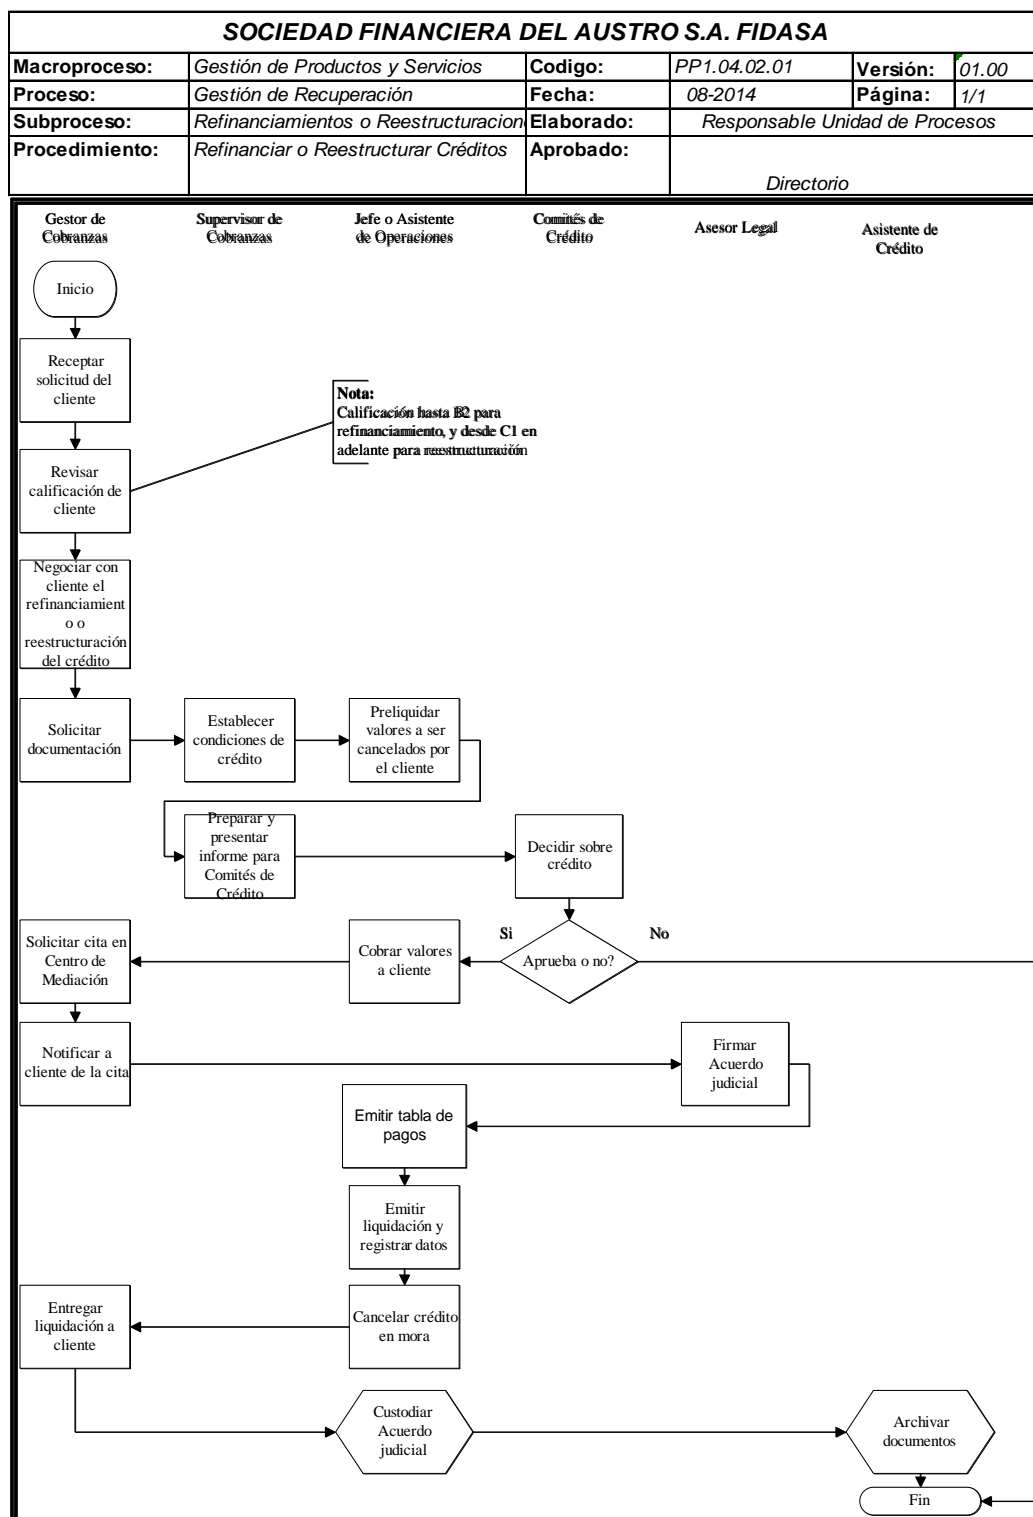 SOCIEDAD FINANCIERA DEL AUSTRO S.A. FIDASA
Macroproceso: Gestión de Productos y Servicios Codigo: PP1.04.02.01 Versión: 01.00
Proceso: Gestión de Recuperación Fecha: 08-2014 Página: 1/1
Subproceso: Refinanciamientos o Reestructuracion Elaborado: Responsable Unidad de Procesos
Procedimiento: Refinanciar o Reestructurar Créditos Aprobado:
Directorio
Gestor de
Cobranzas
Supervisor de
Cobranzas
Jefe o Asistente
de Operaciones
Comités de
Crédito
Asesor Legal
Asistente de
Crédito
Inicio
Receptar
solicitud del
cliente
Nota:
Calificación hasta B2 para
refinanciamiento, y desde C1 en
adelante para reestructuración
Revisar
calificación de
cliente
Negociar con
cliente el
refinanciamient
o o
reestructuración
del crédito
Solicitar
documentación
Establecer
condiciones de
crédito
Preliquidar
valores a ser
cancelados por
el cliente
Preparar y
presentar
informe para
Comités de
Crédito
Decidir sobre
crédito
Si
No
Aprueba o no?
Cobrar valores
a cliente
Solicitar cita en
Centro de
Mediación
Notificar a
cliente de la cita
Firmar
Acuerdo
judicial
Emitir tabla de
pagos
Emitir
liquidación y
registrar datos
Cancelar crédito
en mora
Entregar
liquidación a
cliente
Custodiar
Acuerdo
judicial
Archivar
documentos
Fin